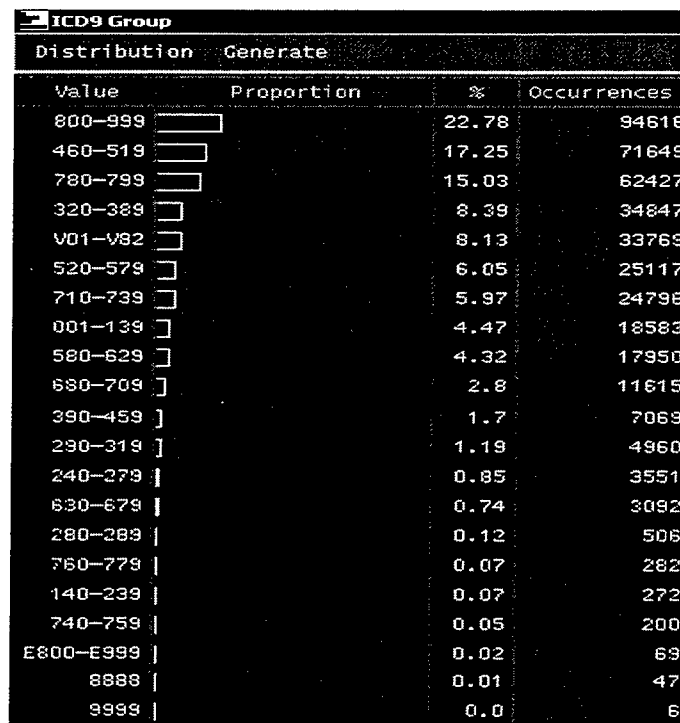 ICD9 Group
Distribution Generate
Value Proportion % Occurrences
800-999 22.78 94618
460-519 17.25 71649
780-799 15.03 62427
320-389 8.39 34847
V01-V82 8.13 33769
520-579 6.05 25117
710-739 5.97 24796
001-139 4.47 18583
580-629 4.32 17950
680-709 2.8 11615
390-459 1.7 7069
290-319 1.19 4960
240-279 0.85 3551
630-679 0.74 3092
280-289 0.12 506
760-779 0.07 282
140-239 0.07 272
740-759 0.05 200
E800-E999 0.02 69
8888 0.01 47
9999 0.0 6